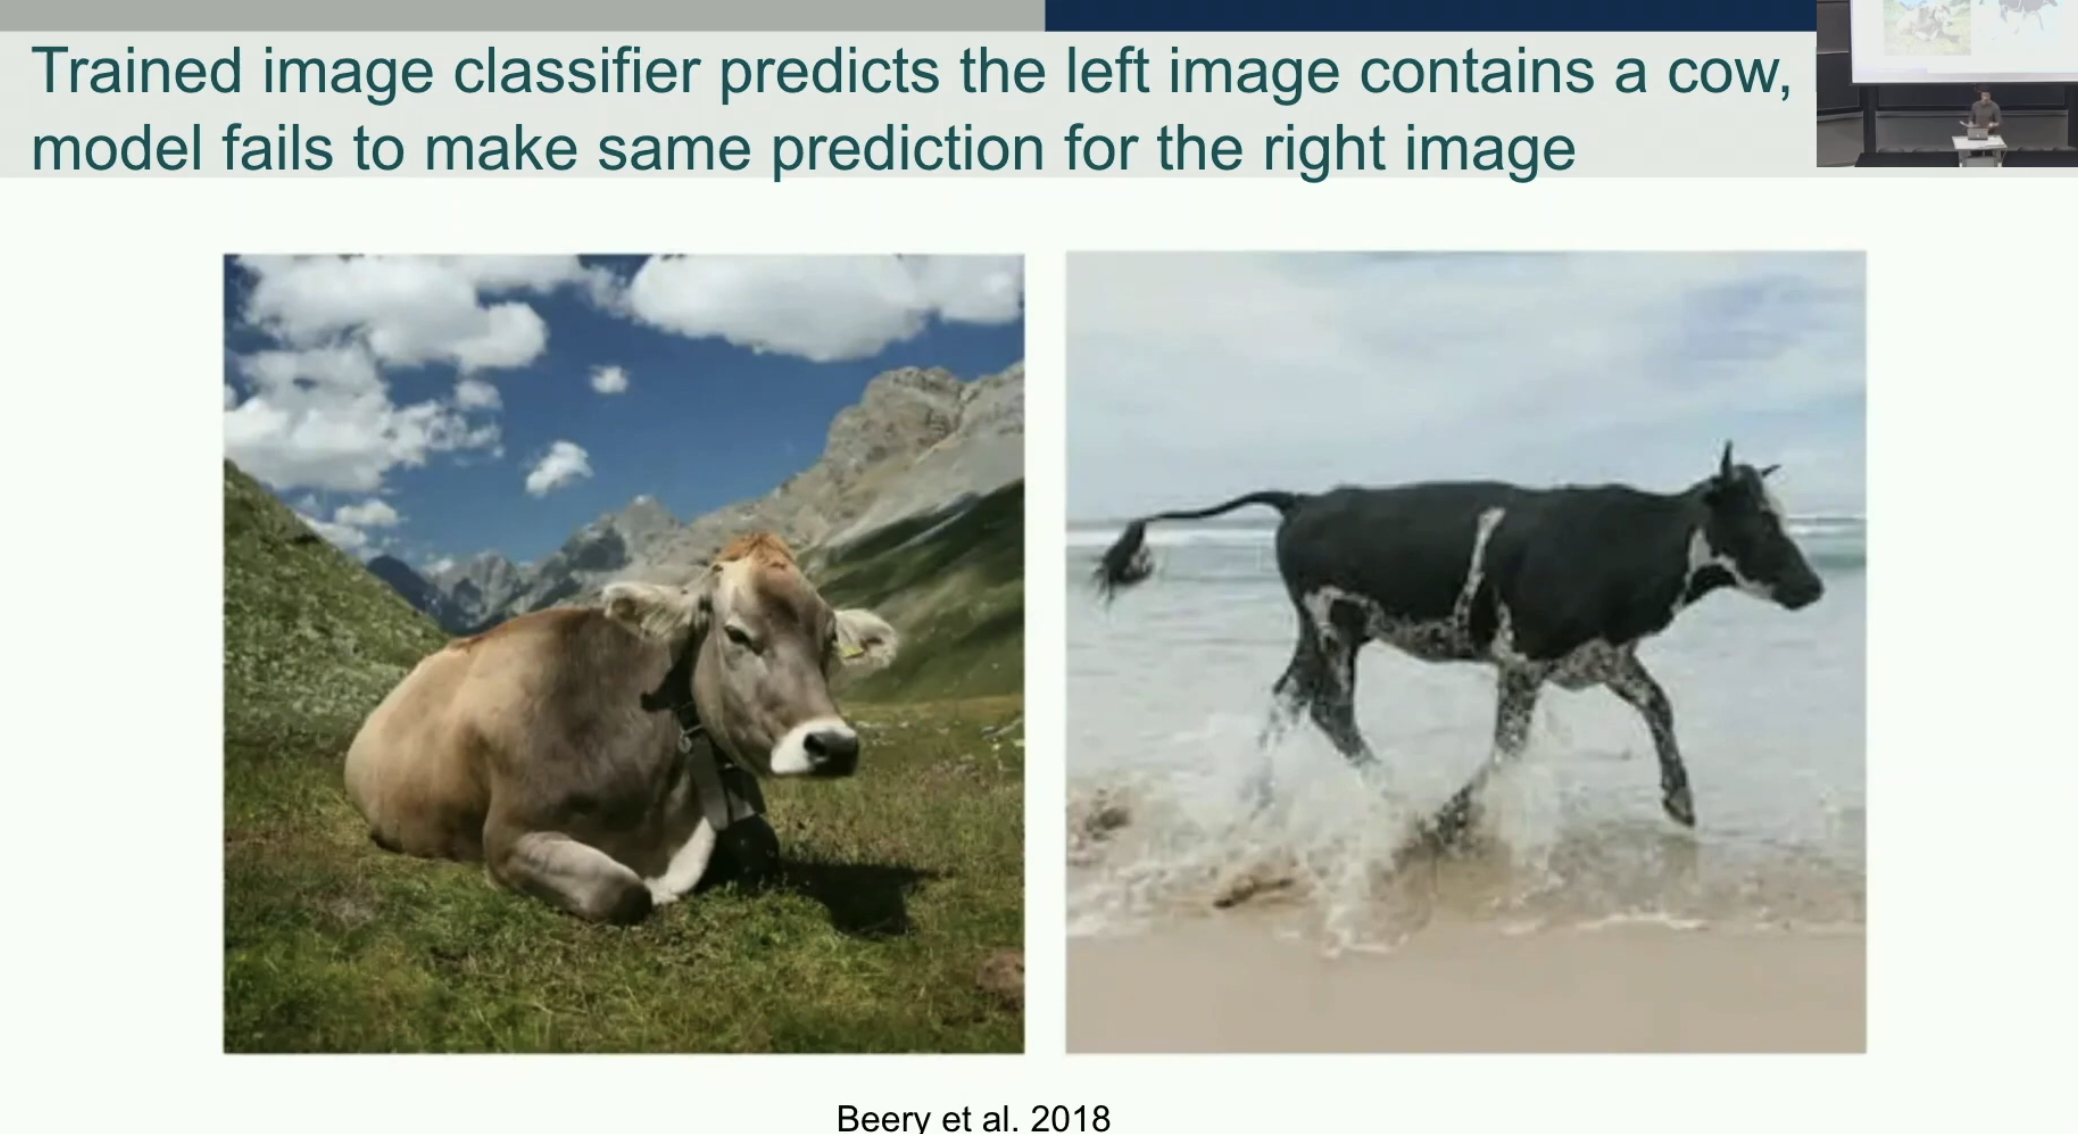 Trained image classifier predicts the left image contains a cow,
model fails to make same prediction for the right image
Beery et al. 2018